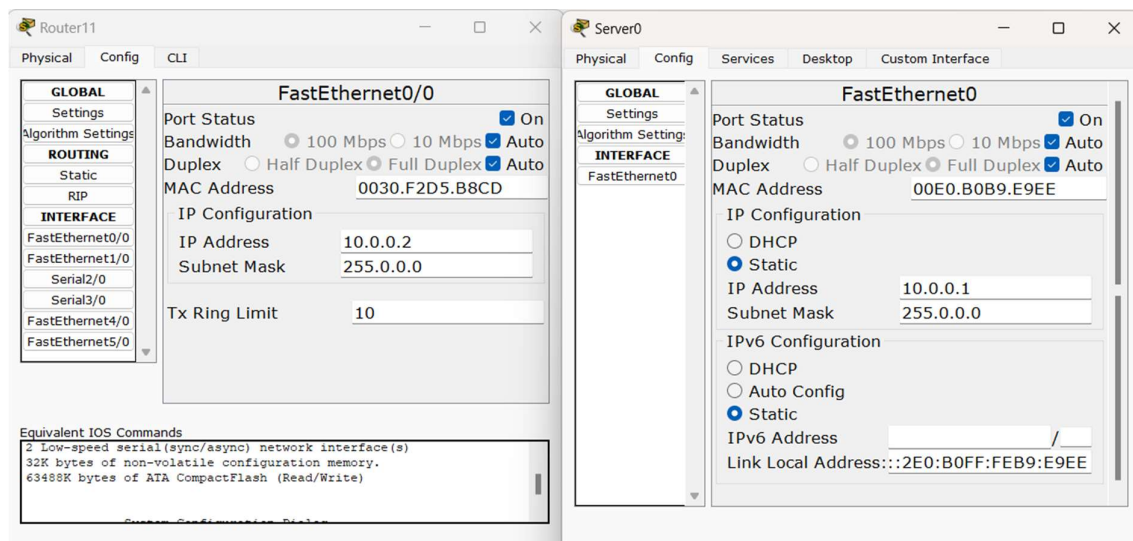 Router11
Physical Config CLI
GLOBAL
Settings
Algorithm Settings
ROUTING
Static
RIP
INTERFACE
FastEthernet0/0
FastEthernet1/0
Serial2/0
Serial3/0
FastEthernet4/0
FastEthernet5/0
FastEthernet0/0
Port Status On
Bandwidth 100 Mbps 10 Mbps Auto
Duplex Half Duplex Full Duplex Auto
MAC Address 0030.F2D5.B8CD
IP Configuration
IP Address 10.0.0.2
Subnet Mask 255.0.0.0
Tx Ring Limit 10
Equivalent IOS Commands
2 Low-speed serial(sync/async) network interface(s)
32K bytes of non-volatile configuration memory.
63488K bytes of ATA CompactFlash (Read/Write)
System Configuration Dialog
Server0
Physical Config Services Desktop Custom Interface
GLOBAL
Settings
Algorithm Settings
INTERFACE
FastEthernet0
FastEthernet0
Port Status On
Bandwidth 100 Mbps 10 Mbps Auto
Duplex Half Duplex Full Duplex Auto
MAC Address 00E0.B0B9.E9EE
IP Configuration
DHCP
Static
IP Address 10.0.0.1
Subnet Mask 255.0.0.0
IPv6 Configuration
DHCP
Auto Config
Static
IPv6 Address /
Link Local Address:::2E0:B0FF:FEB9:E9EE